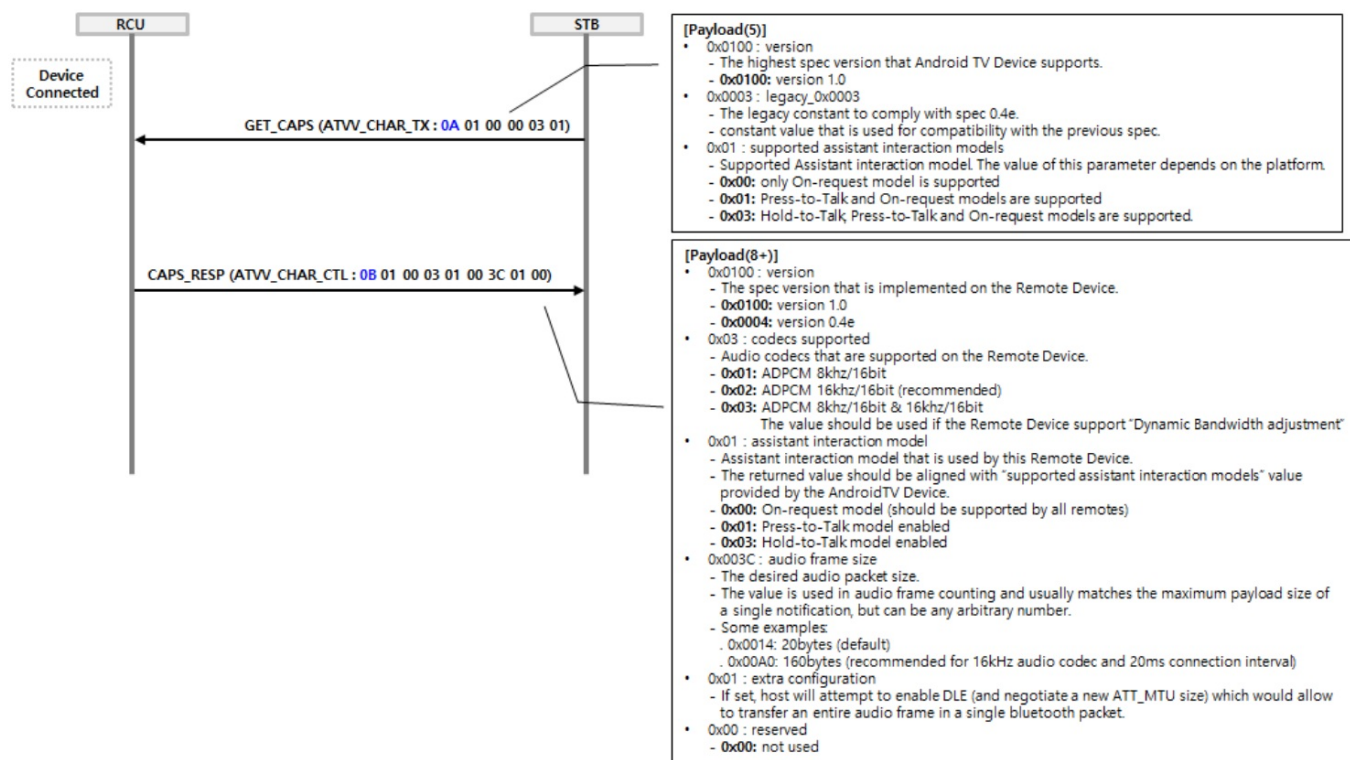 RCU
STB
Device
Connected
GET_CAPS (ATVV_CHAR_TX : 0A 01 00 00 03 01)
CAPS_RESP (ATVV_CHAR_CTL : 0B 01 00 03 01 00 3C 01 00)
[Payload(5)]
• 0x0100 : version
- The highest spec version that Android TV Device supports.
- 0x0100: version 1.0
• 0x0003 : legacy_0x0003
- The legacy constant to comply with spec 0.4e.
- constant value that is used for compatibility with the previous spec.
• 0x01 : supported assistant interaction models
- Supported Assistant interaction model. The value of this parameter depends on the platform.
- 0x00: only On-request model is supported
- 0x01: Press-to-Talk and On-request models are supported
- 0x03: Hold-to-Talk, Press-to-Talk and On-request models are supported.
[Payload(8+)]
• 0x0100 : version
- The spec version that is implemented on the Remote Device.
- 0x0100: version 1.0
- 0x0004: version 0.4e
• 0x03 : codecs supported
- Audio codecs that are supported on the Remote Device.
- 0x01: ADPCM 8khz/16bit
- 0x02: ADPCM 16khz/16bit (recommended)
- 0x03: ADPCM 8khz/16bit & 16khz/16bit
The value should be used if the Remote Device support "Dynamic Bandwidth adjustment"
• 0x01 : assistant interaction model
- Assistant interaction model that is used by this Remote Device.
- The returned value should be aligned with "supported assistant interaction models" value
provided by the AndroidTV Device.
- 0x00: On-request model (should be supported by all remotes)
- 0x01: Press-to-Talk model enabled
- 0x03: Hold-to-Talk model enabled
• 0x003C : audio frame size
- The desired audio packet size.
- The value is used in audio frame counting and usually matches the maximum payload size of
a single notification, but can be any arbitrary number.
- Some examples:
. 0x0014: 20bytes (default)
. 0x00A0: 160bytes (recommended for 16kHz audio codec and 20ms connection interval)
• 0x01 : extra configuration
- If set, host will attempt to enable DLE (and negotiate a new ATT_MTU size) which would allow
to transfer an entire audio frame in a single bluetooth packet.
• 0x00 : reserved
- 0x00: not used